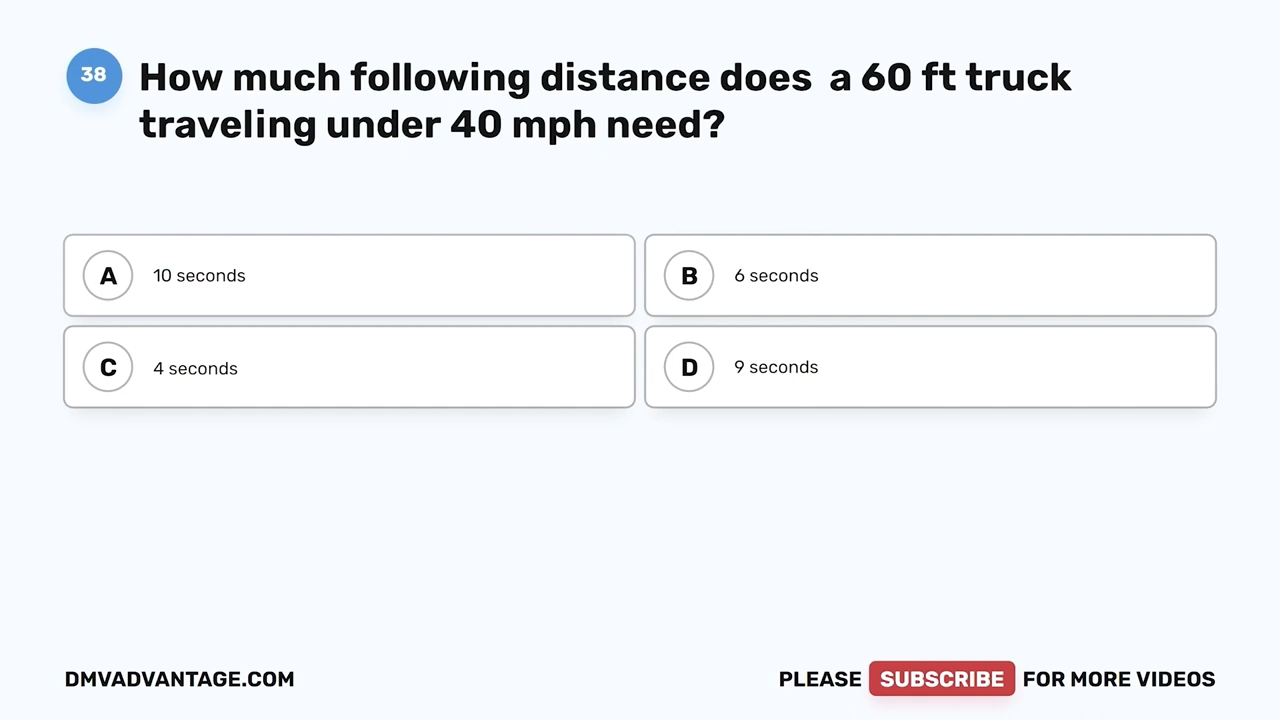 38
How much following distance does a 60 ft truck
traveling under 40 mph need?
A 10 seconds
B 6 seconds
C 4 seconds
D 9 seconds
DMVADVANTAGE.COM
PLEASE SUBSCRIBE FOR MORE VIDEOS